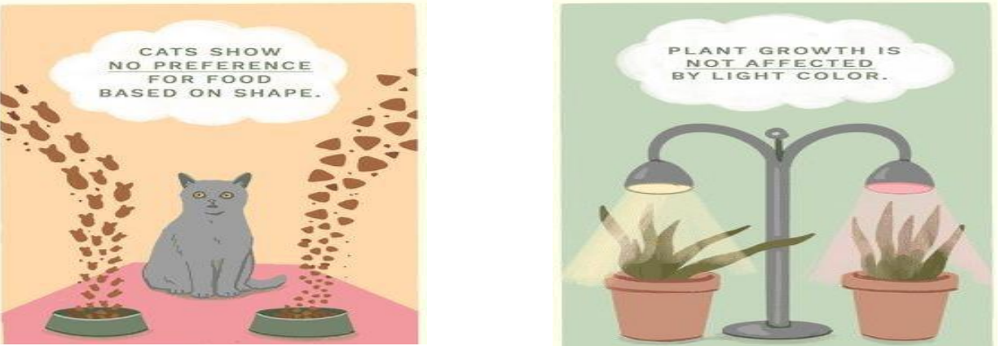 CATS SHOW
NO PREFERENCE
FOR FOOD
BASED ON SHAPE.
PLANT GROWTH IS
NOT AFFECTED
BY LIGHT COLOR.